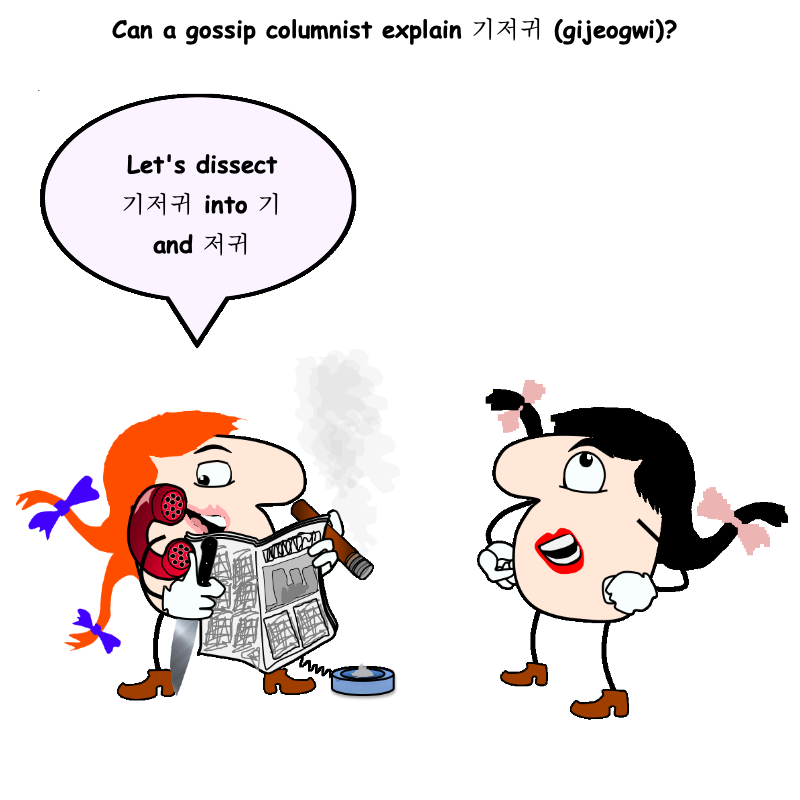 Can a gossip columnist explain 기저귀 (gijeogwi)?
Let's dissect
기저귀 into 기
and 저귀